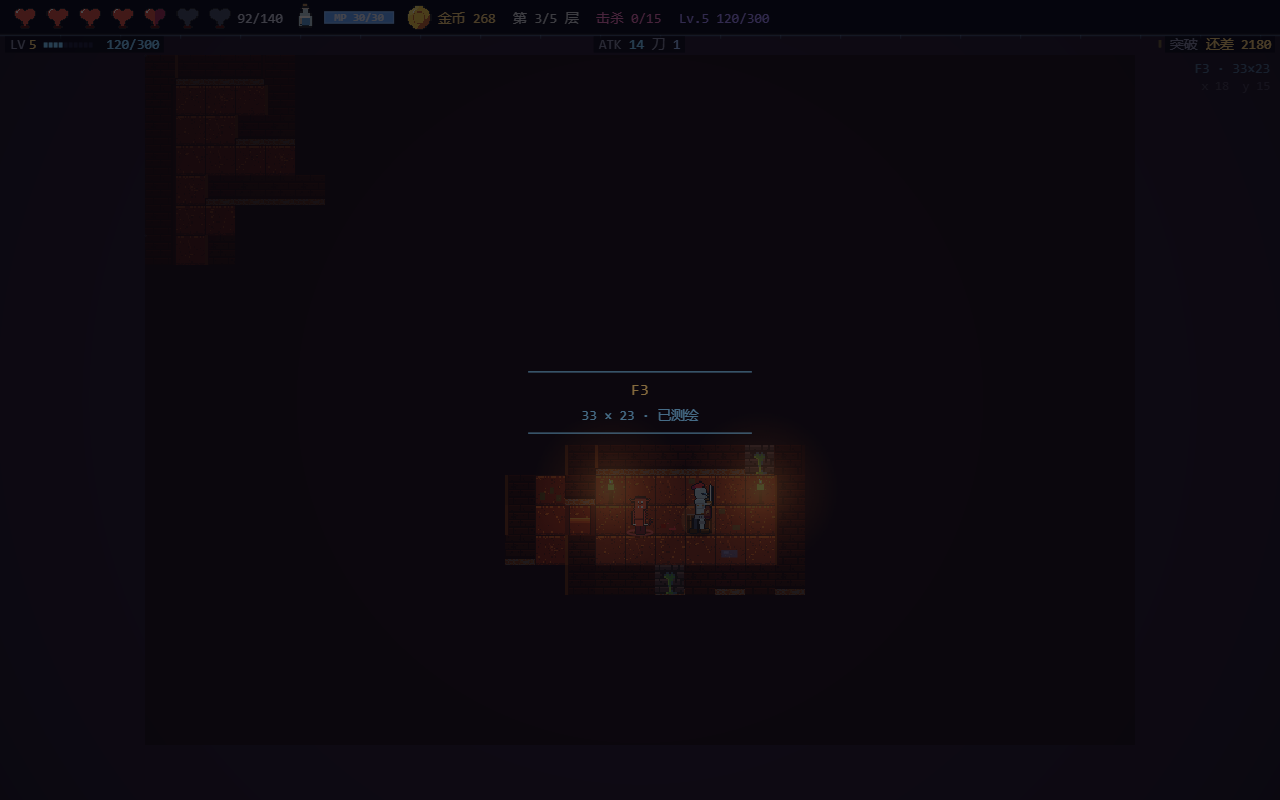 92/140 MP 30/30 金币 268 第 3/5 层 击杀 0/15 Lv.5 120/300
LV 5 120/300 ATK 14 刀 1 突破 还差 2180
F3 · 33×23
x 18 y 15
F3
33 × 23 · 已测绘